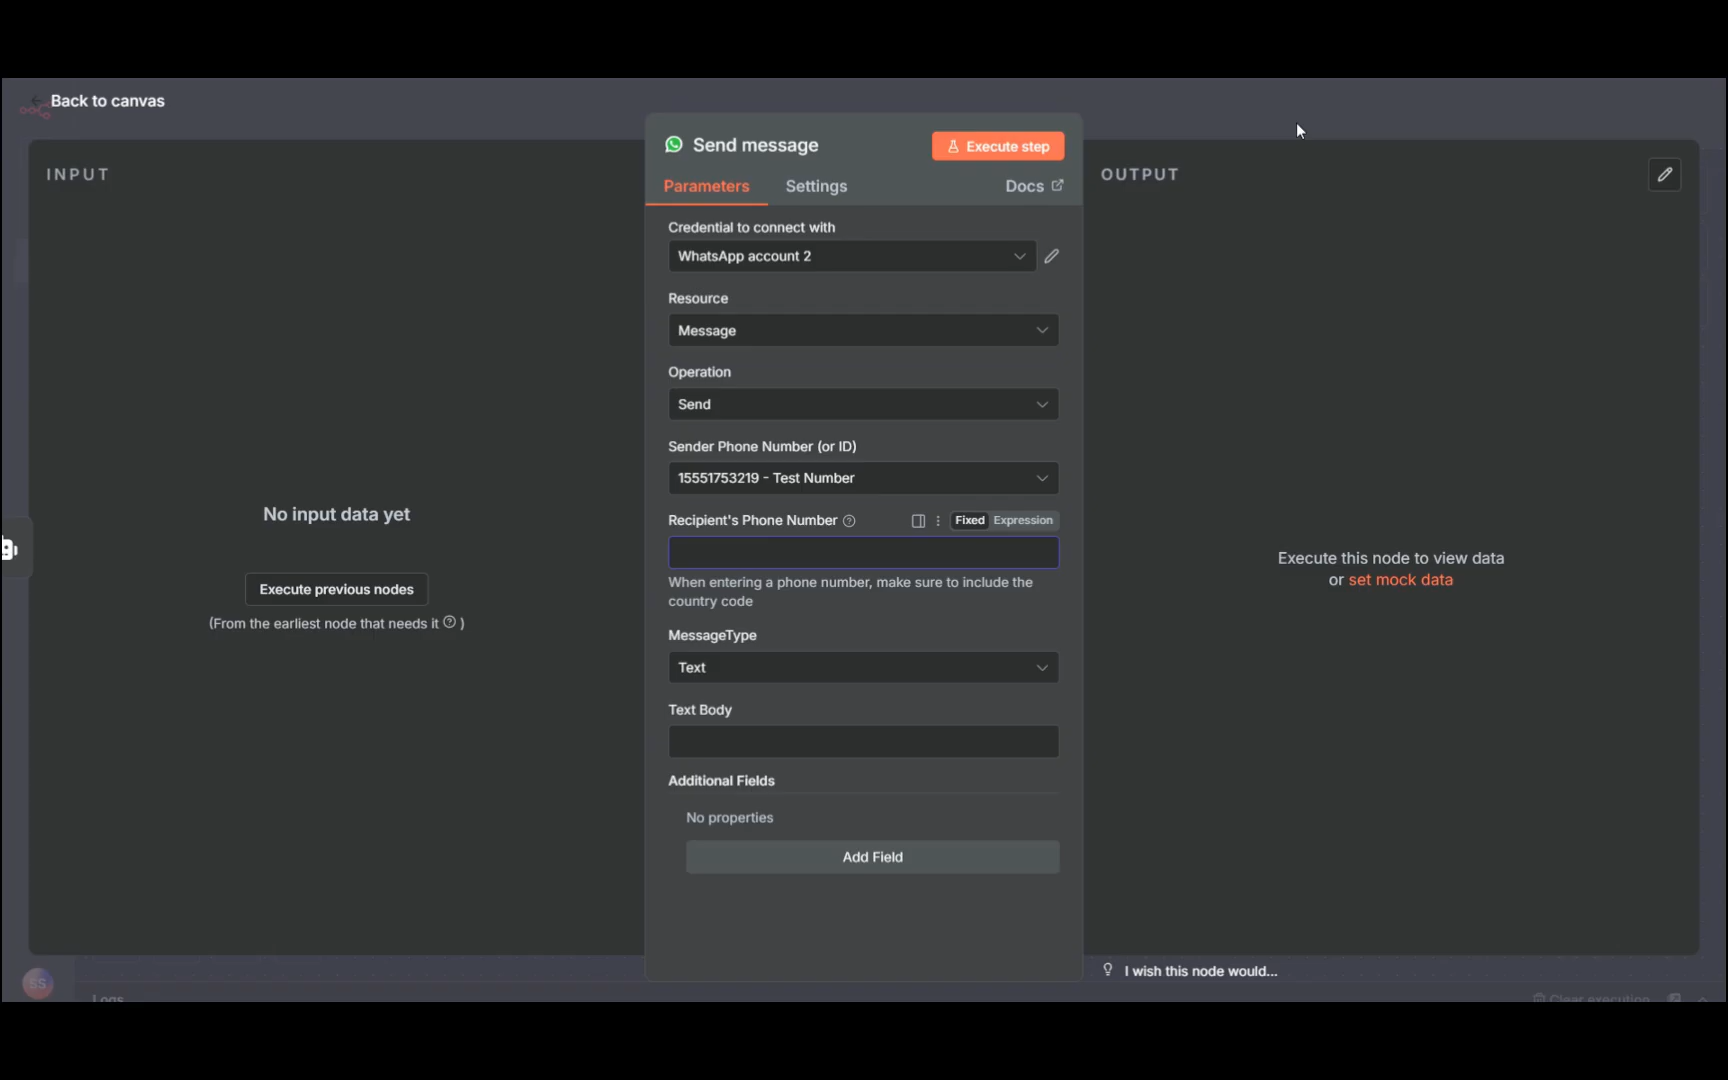 Back to canvas
INPUT
No input data yet
Execute previous nodes
(From the earliest node that needs it ? )
Send message
Execute step
Parameters
Settings
Docs
Credential to connect with
WhatsApp account 2
Resource
Message
Operation
Send
Sender Phone Number (or ID)
15551753219 - Test Number
Recipient's Phone Number ?
Fixed
Expression
When entering a phone number, make sure to include the
country code
MessageType
Text
Text Body
Additional Fields
No properties
Add Field
OUTPUT
Execute this node to view data
or set mock data
I wish this node would...
SS
Logs
Clear execution